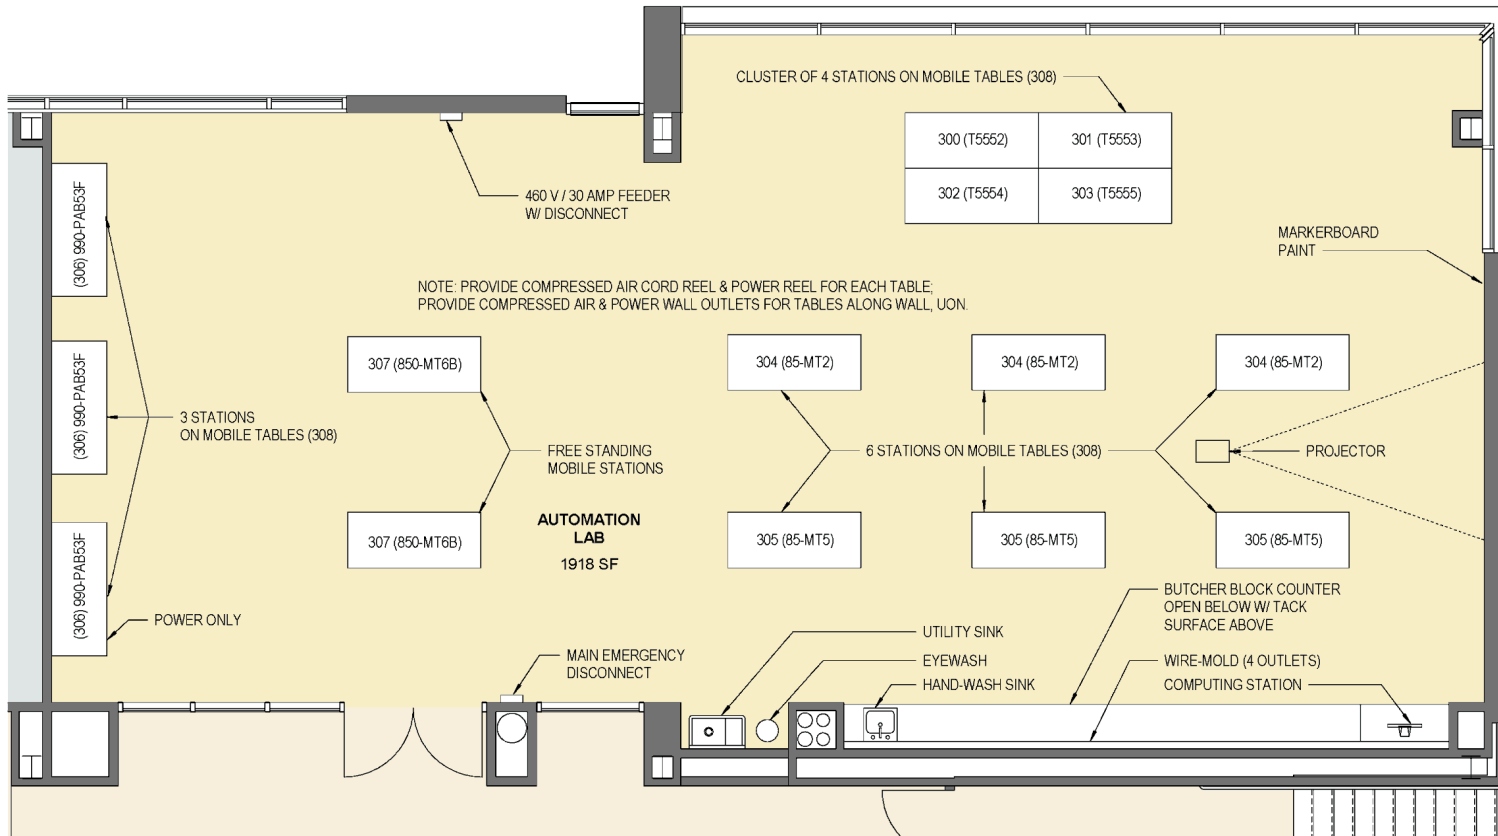 CLUSTER OF 4 STATIONS ON MOBILE TABLES (308)
300 (T5552)
301 (T5553)
302 (T5554)
303 (T5555)
(306) 990-PAB53F
460 V / 30 AMP FEEDER
W/ DISCONNECT
MARKERBOARD
PAINT
NOTE: PROVIDE COMPRESSED AIR CORD REEL & POWER REEL FOR EACH TABLE;
PROVIDE COMPRESSED AIR & POWER WALL OUTLETS FOR TABLES ALONG WALL, UON.
307 (850-MT6B)
304 (85-MT2)
304 (85-MT2)
304 (85-MT2)
(306) 990-PAB53F
3 STATIONS
ON MOBILE TABLES (308)
FREE STANDING
MOBILE STATIONS
6 STATIONS ON MOBILE TABLES (308)
PROJECTOR
AUTOMATION
LAB
1918 SF
307 (850-MT6B)
305 (85-MT5)
305 (85-MT5)
305 (85-MT5)
(306) 990-PAB53F
POWER ONLY
BUTCHER BLOCK COUNTER
OPEN BELOW W/ TACK
SURFACE ABOVE
MAIN EMERGENCY
DISCONNECT
UTILITY SINK
EYEWASH
HAND-WASH SINK
WIRE-MOLD (4 OUTLETS)
COMPUTING STATION